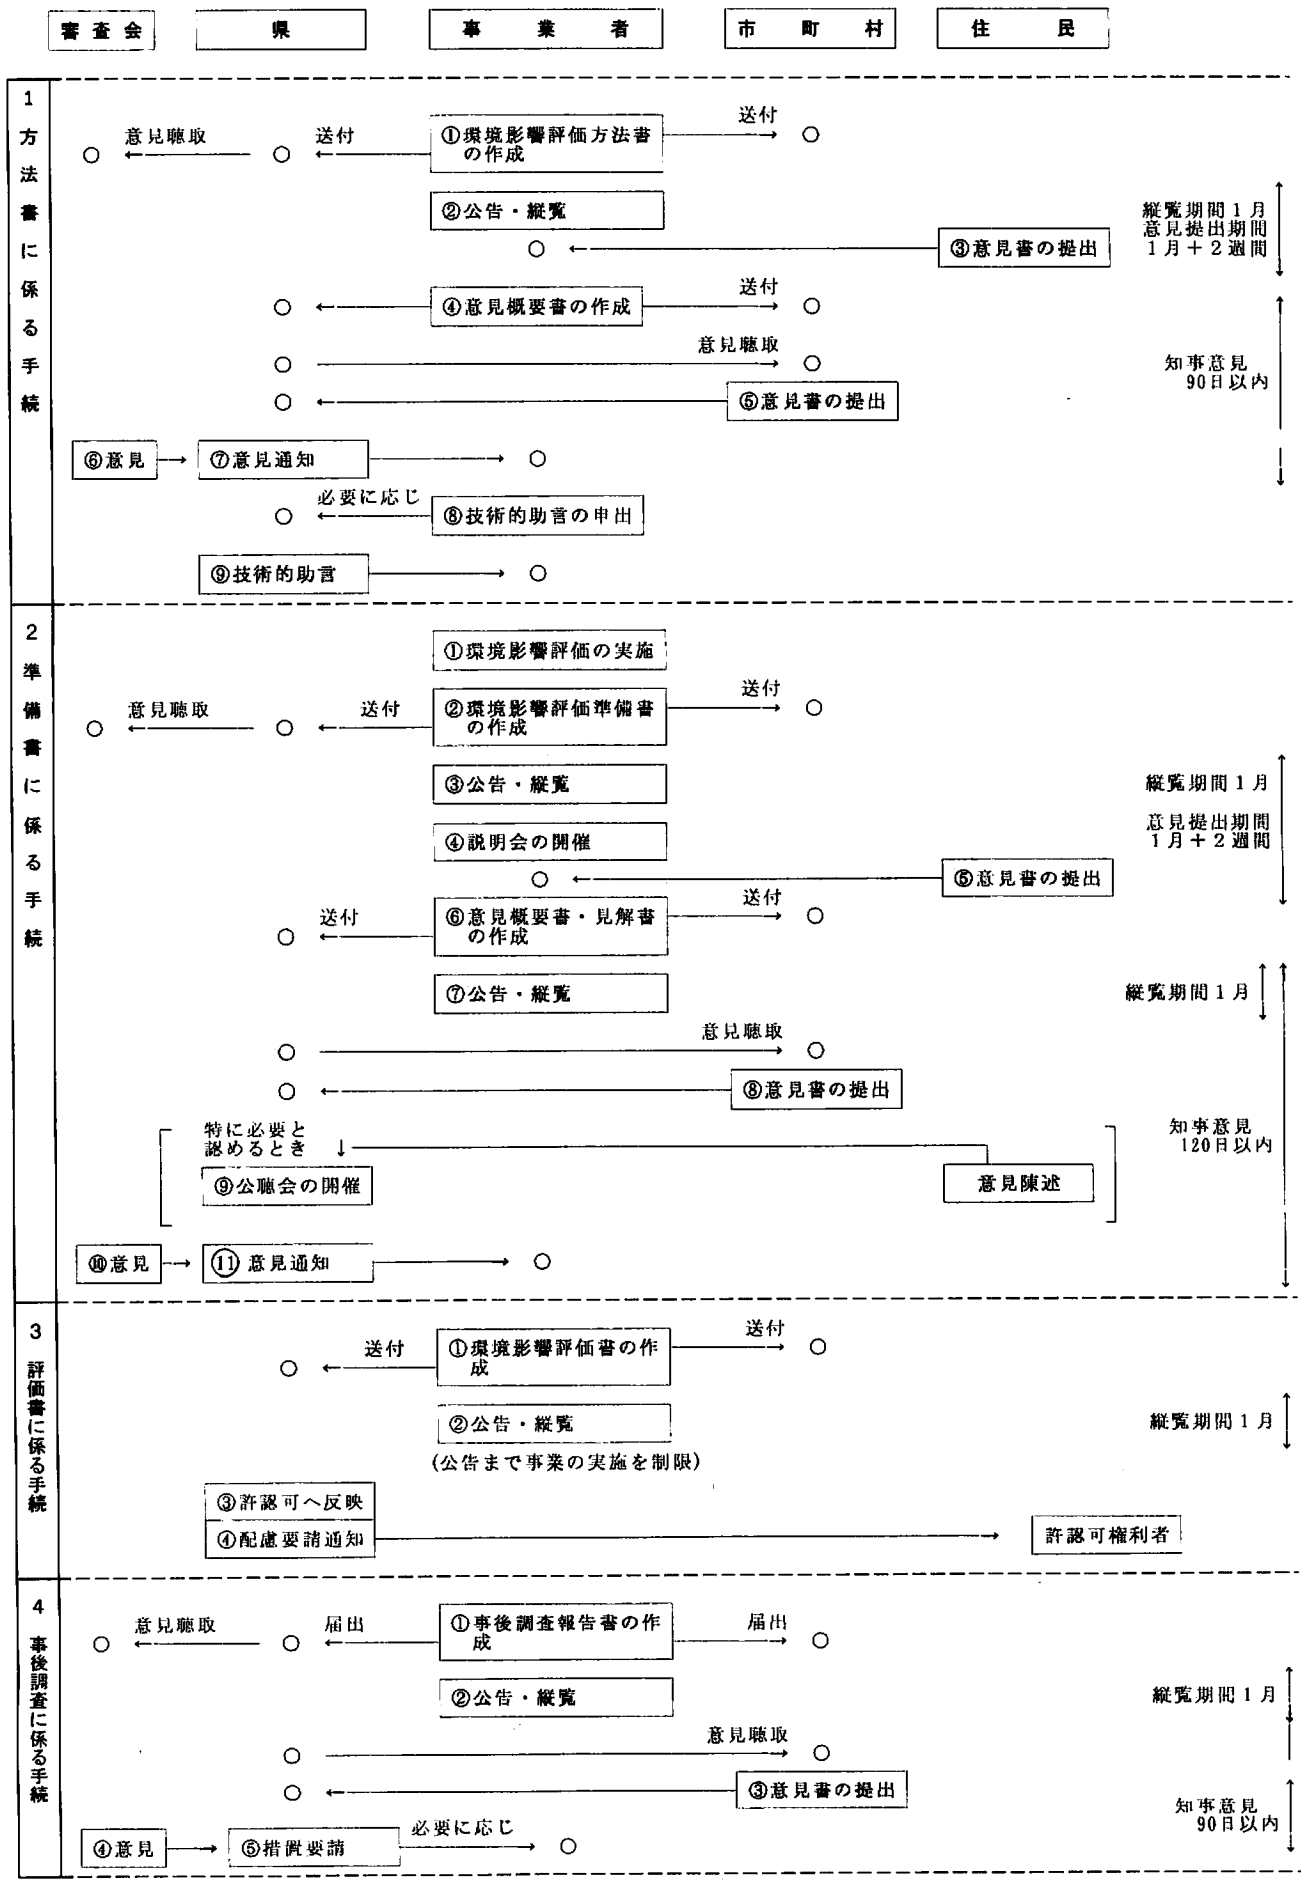 審査会
県
事業者
市町村
住民
1 方法書に係る手続
送付
意見聴取
送付
①環境影響評価方法書
の作成
②公告・縦覧
縦覧期間1月
意見提出期間
1月+2週間
③意見書の提出
④意見概要書の作成
送付
意見聴取
知事意見
90日以内
⑤意見書の提出
⑥意見
⑦意見通知
必要に応じ
⑧技術的助言の申出
⑨技術的助言
2 準備書に係る手続
①環境影響評価の実施
送付
意見聴取
送付
②環境影響評価準備書
の作成
③公告・縦覧
縦覧期間1月
④説明会の開催
意見提出期間
1月+2週間
⑤意見書の提出
送付
送付
⑥意見概要書・見解書
の作成
⑦公告・縦覧
縦覧期間1月
意見聴取
⑧意見書の提出
特に必要と
認めるとき
知事意見
120日以内
⑨公聴会の開催
意見陳述
⑩意見
⑪意見通知
3 評価書に係る手続
送付
送付
①環境影響評価書の作
成
②公告・縦覧
縦覧期間1月
(公告まで事業の実施を制限)
③許認可へ反映
④配慮要請通知
許認可権利者
4 事後調査に係る手続
意見聴取
届出
①事後調査報告書の作
成
届出
②公告・縦覧
縦覧期間1月
意見聴取
③意見書の提出
知事意見
90日以内
④意見
⑤措置要請
必要に応じ